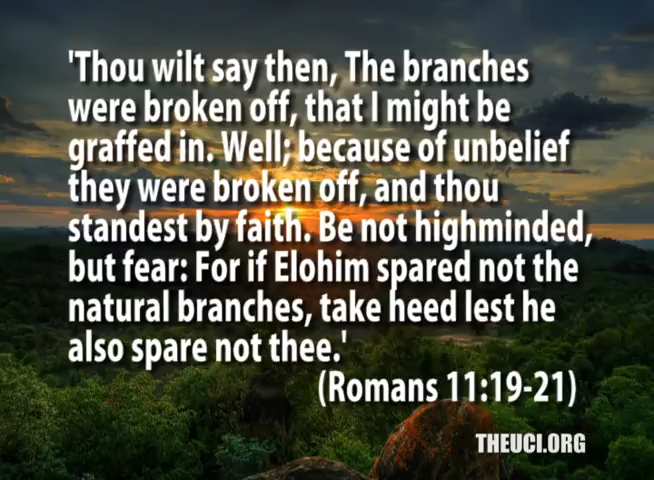 'Thou wilt say then, The branches
were broken off, that I might be
graffed in. Well; because of unbelief
they were broken off, and thou
standest by faith. Be not highminded,
but fear: For if Elohim spared not the
natural branches, take heed lest he
also spare not thee.'
(Romans 11:19-21)
THEUCI.ORG